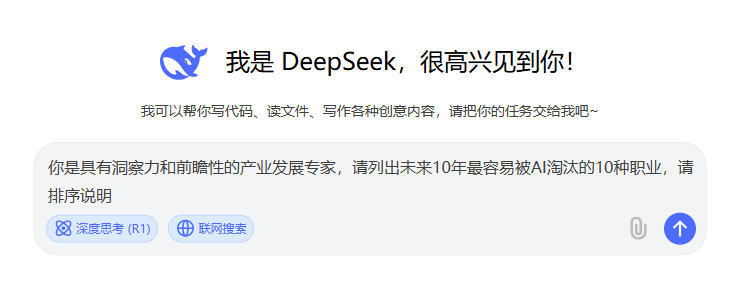 我是 DeepSeek，很高兴见到你！
我可以帮你写代码、读文件、写作各种创意内容，请把你的任务交给我吧~
你是具有洞察力和前瞻性的产业发展专家，请列出未来10年最容易被AI淘汰的10种职业，请
排序说明
深度思考 (R1) 联网搜索